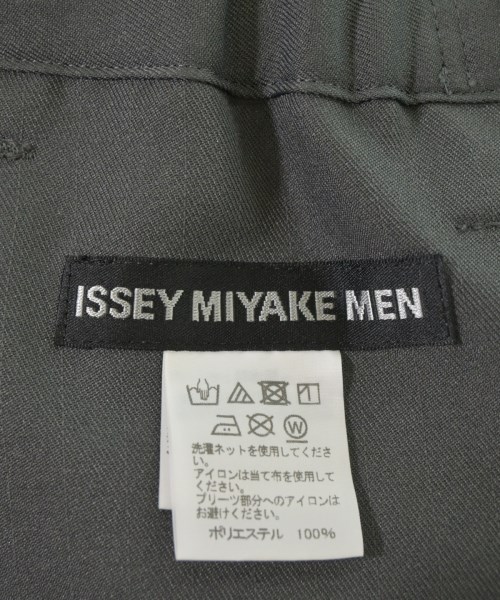 ISSEY MIYAKE MEN
W
洗濯ネットを使用してくださ
い。
アイロンは当て布を使用して
ください。
プリーツ部分へのアイロンは
お避けください。
ポリエステル 100%